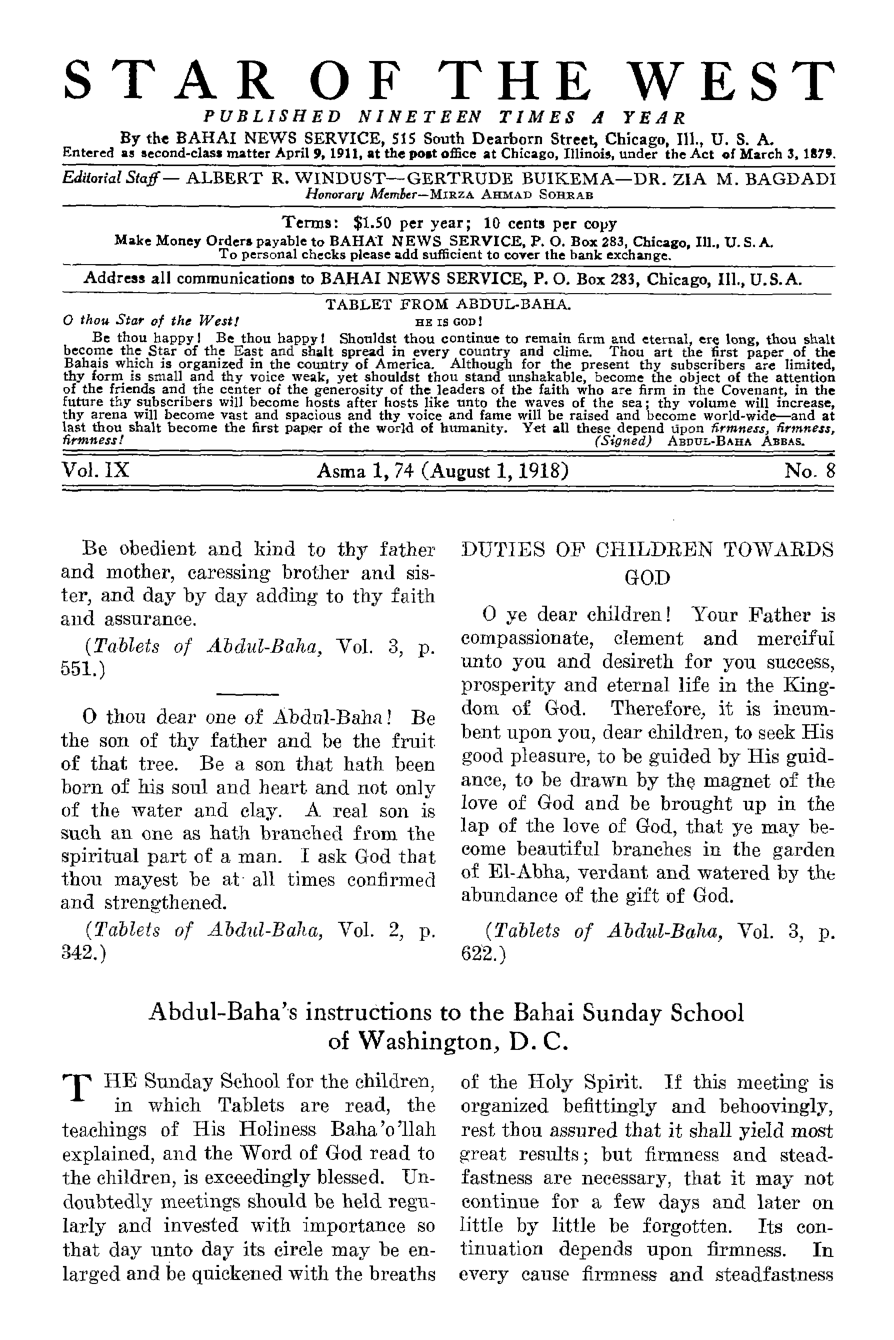 STAR OF THE WEST
PUBLISHED NINETEEN TIMES A YEAR
By the BAHAI NEWS SERVICE, 515 South Dearborn Street, Chicago, Ill., U. S. A.
Entered as second-class matter April 9, 1911, at the post office at Chicago, Illinois, under the Act of March 3, 1879.
Editorial Staff— ALBERT R. WINDUST—GERTRUDE BUIKEMA—DR. ZIA M. BAGDADI
Honorary Member—MIRZA AHMAD SOHRAB
Terms: $1.50 per year; 10 cents per copy
Make Money Orders payable to BAHAI NEWS SERVICE, P. O. Box 283, Chicago, Ill., U. S. A.
To personal checks please add sufficient to cover the bank exchange.
Address all communications to BAHAI NEWS SERVICE, P. O. Box 283, Chicago, Ill., U.S.A.
TABLET FROM ABDUL-BAHA.
O thou Star of the West! HE IS GOD!
Be thou happy! Be thou happy! Shouldst thou continue to remain firm and eternal, ere long, thou shalt
become the Star of the East and shalt spread in every country and clime. Thou art the first paper of the
Bahais which is organized in the country of America. Although for the present thy subscribers are limited,
thy form is small and thy voice weak, yet shouldst thou stand unshakable, become the object of the attention
of the friends and the center of the generosity of the leaders of the faith who are firm in the Covenant, in the
future thy subscribers will become hosts after hosts like unto the waves of the sea; thy volume will increase,
thy arena will become vast and spacious and thy voice and fame will be raised and become world-wide—and at
last thou shalt become the first paper of the world of humanity. Yet all these depend upon firmness, firmness,
firmness! (Signed) ABDUL-BAHA ABBAS.
Vol. IX Asma 1, 74 (August 1, 1918) No. 8
Be obedient and kind to thy father
and mother, caressing brother and sis-
ter, and day by day adding to thy faith
and assurance.
(Tablets of Abdul-Baha, Vol. 3, p.
551.)
O thou dear one of Abdul-Baha! Be
the son of thy father and be the fruit
of that tree. Be a son that hath been
born of his soul and heart and not only
of the water and clay. A real son is
such an one as hath branched from the
spiritual part of a man. I ask God that
thou mayest be at all times confirmed
and strengthened.
(Tablets of Abdul-Baha, Vol. 2, p.
342.)
DUTIES OF CHILDREN TOWARDS
GOD
O ye dear children! Your Father is
compassionate, clement and merciful
unto you and desireth for you success,
prosperity and eternal life in the King-
dom of God. Therefore, it is incum-
bent upon you, dear children, to seek His
good pleasure, to be guided by His guid-
ance, to be drawn by the magnet of the
love of God and be brought up in the
lap of the love of God, that ye may be-
come beautiful branches in the garden
of El-Abha, verdant and watered by the
abundance of the gift of God.
(Tablets of Abdul-Baha, Vol. 3, p.
622.)
Abdul-Baha's instructions to the Bahai Sunday School
of Washington, D. C.
THE Sunday School for the children,
in which Tablets are read, the
teachings of His Holiness Baha'o'llah
explained, and the Word of God read to
the children, is exceedingly blessed. Un-
doubtedly meetings should be held regu-
larly and invested with importance so
that day unto day its circle may be en-
larged and be quickened with the breaths
of the Holy Spirit. If this meeting is
organized befittingly and behoovingly,
rest thou assured that it shall yield most
great results; but firmness and stead-
fastness are necessary, that it may not
continue for a few days and later on
little by little be forgotten. Its con-
tinuation depends upon firmness. In
every cause firmness and steadfastness